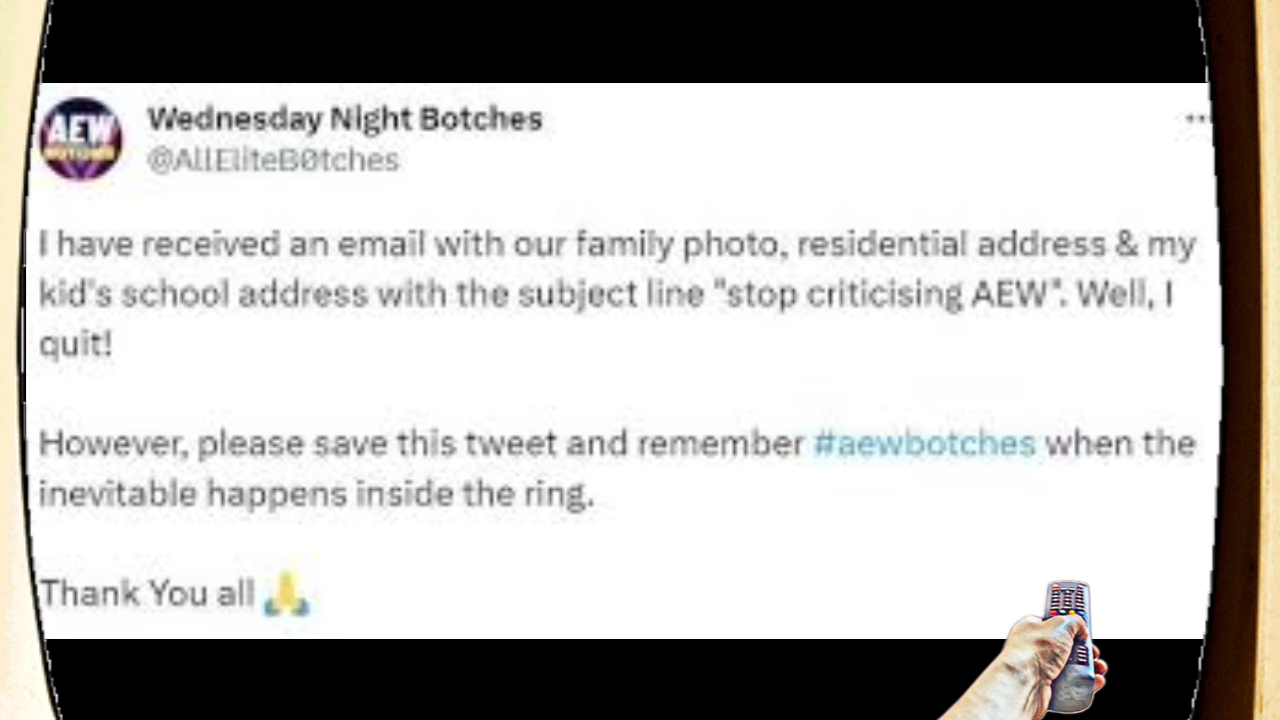 AEW
Wednesday Night Botches
@AllEliteB0tches
I have received an email with our family photo, residential address & my
kid's school address with the subject line "stop criticising AEW". Well, I
quit!
However, please save this tweet and remember #aewbotches when the
inevitable happens inside the ring.
Thank You all 🙏